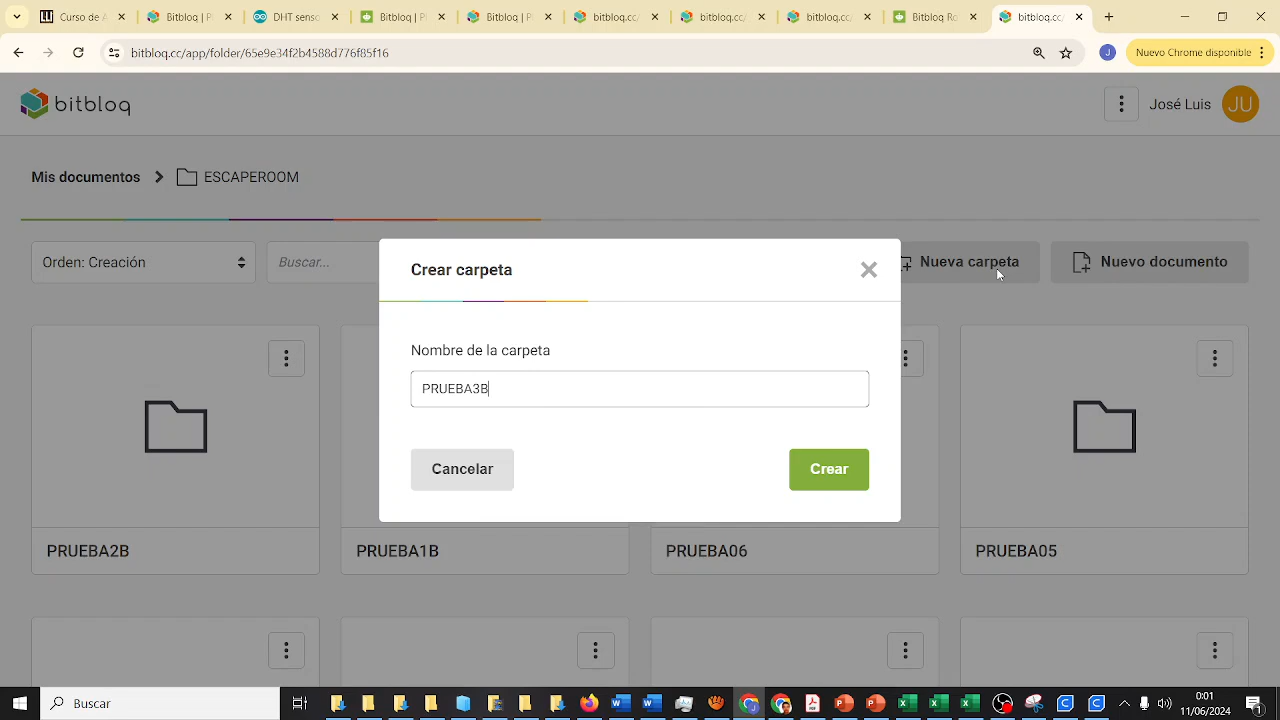 Curso de A
Bitbloq | Pl
DHT senso
Bitbloq | P
Bitbloq | P
bitbloq.cc/
bitbloq.cc/
bitbloq.cc/
Bitbloq Ro
bitbloq.cc/
bitbloq.cc/app/folder/65e9e34f2b4588d776f85f16
J
Nuevo Chrome disponible
bitbloq
José Luis
JU
Mis documentos > ESCAPEROOM
Orden: Creación
Buscar...
Nueva carpeta
Nuevo documento
Crear carpeta
Nombre de la carpeta
PRUEBA3B
Cancelar
Crear
PRUEBA2B
PRUEBA1B
PRUEBA06
PRUEBA05
Buscar
0:01
11/06/2024